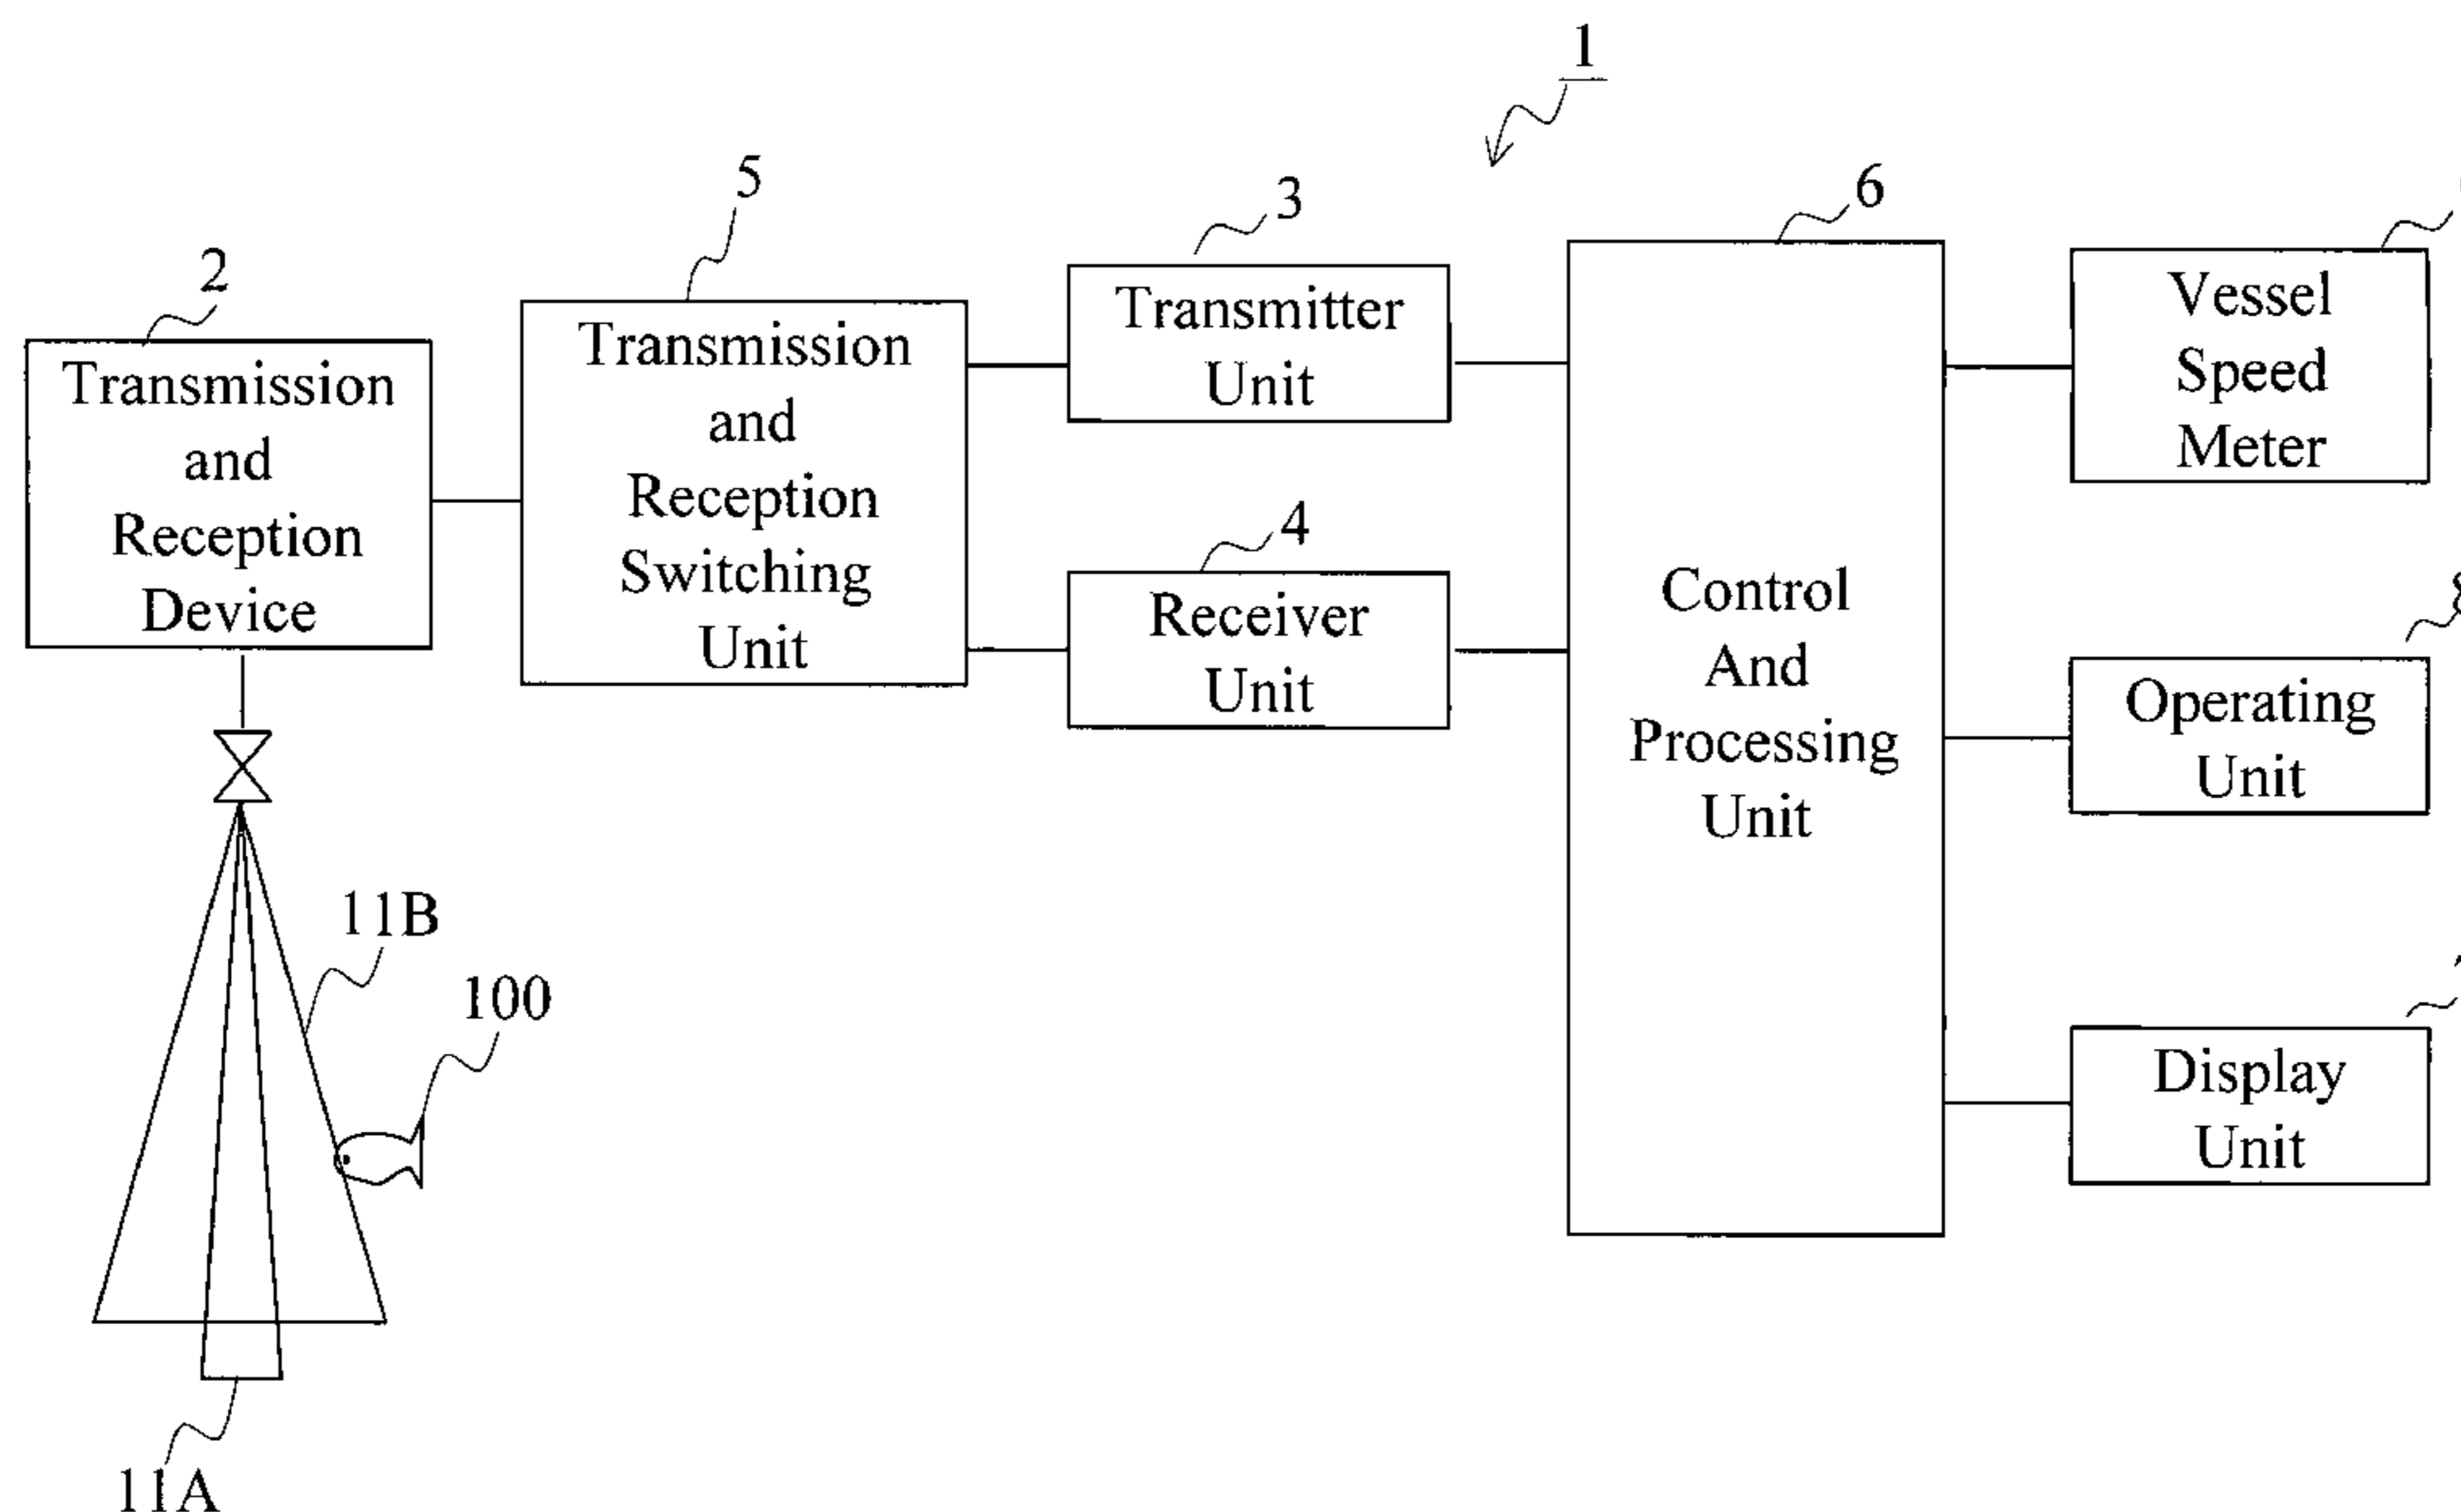 1
5
3
6
2
Transmission
and
Reception
Device
Transmission
and
Reception
Switching
Unit
Transmitter
Unit
4
Receiver
Unit
Control
And
Processing
Unit
Vessel
Speed
Meter
Operating
Unit
Display
Unit
11B
100
11A